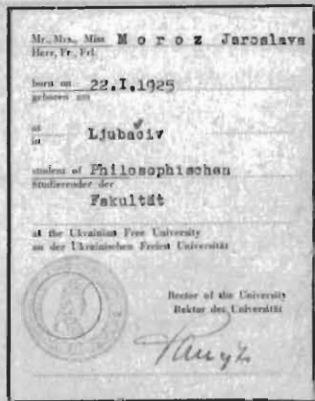 Mr., Mrs., Miss Moroz Jaroslava
Herr, Fr., Frl.
born on 22.I.1925
geboren am
at
in Ljubačiv
student of Philosophischen
Studierender der
Fakultät
at the Ukrainian Free University
an der Ukrainischen Freien Universität
Rector of the University
Rektor der Universität